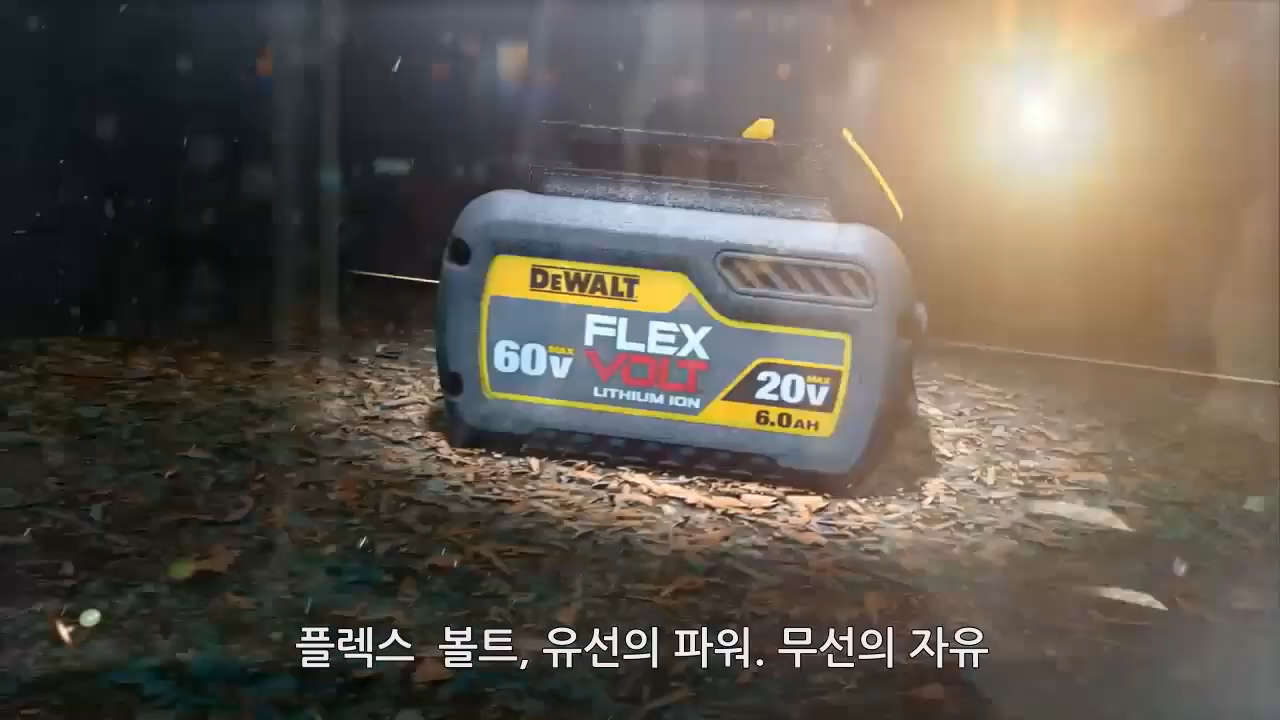 DEWALT
FLEX
60V MAX
VOLT
LITHIUM ION
20V MAX
6.0AH
플렉스 볼트, 유선의 파워. 무선의 자유